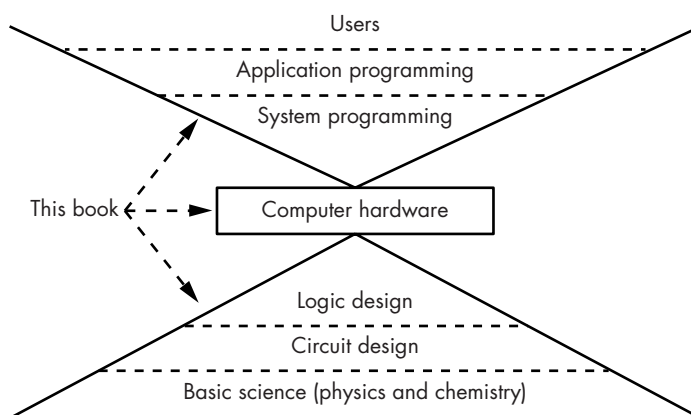 Users
Application programming
System programming
This book
Computer hardware
Logic design
Circuit design
Basic science (physics and chemistry)